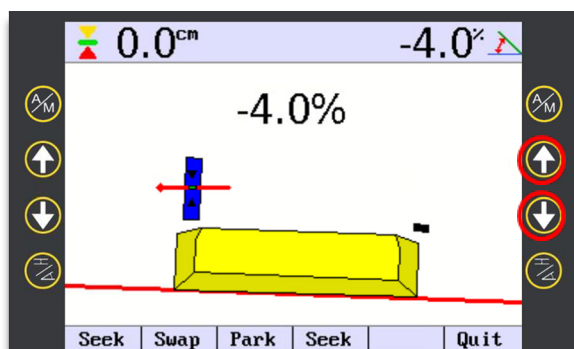 0.0cm -4.0%
-4.0%
A/M A/M
H/∠ H/∠
Seek Swap Park Seek Quit